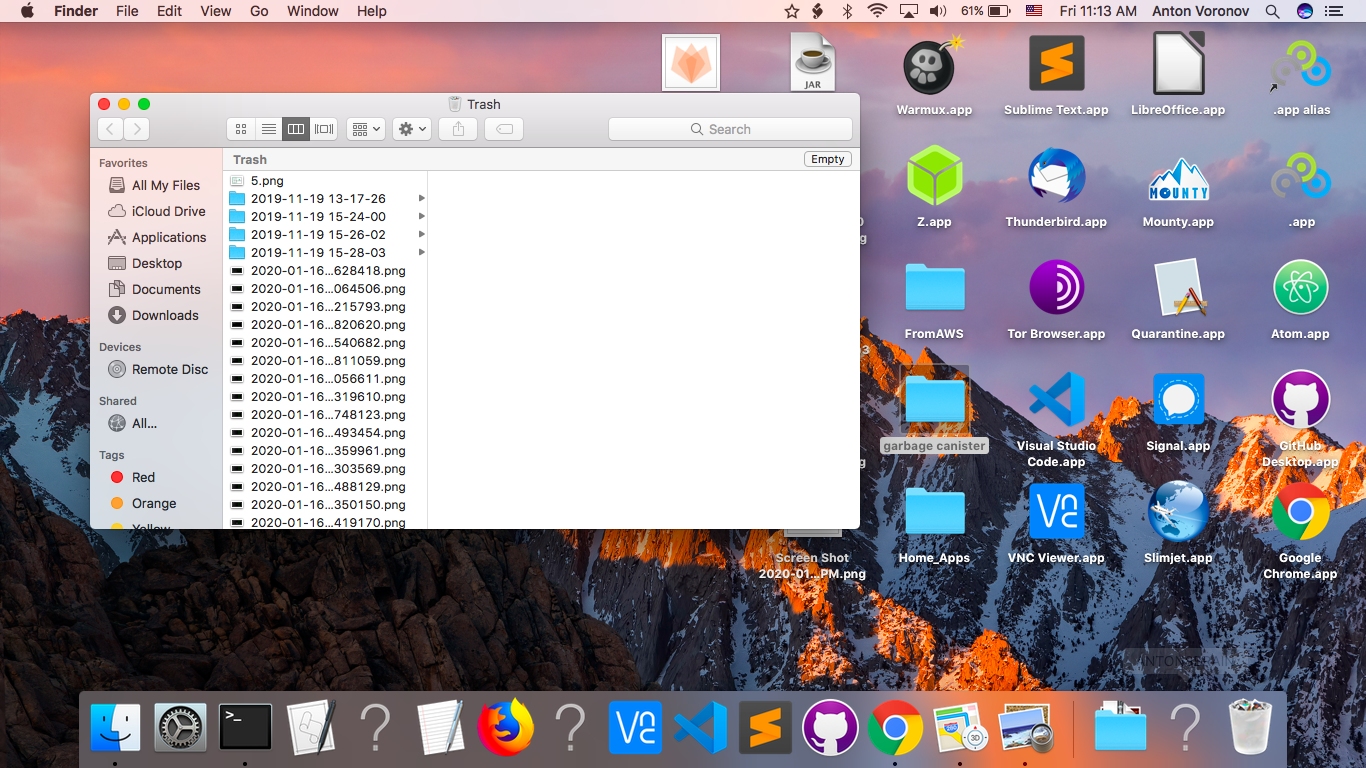 Finder File Edit View Go Window Help
61% Fri 11:13 AM Anton Voronov
Trash
Search
Trash
Empty
Favorites
All My Files
iCloud Drive
Applications
Desktop
Documents
Downloads
Devices
Remote Disc
Shared
All...
Tags
Red
Orange
Yellow
5.png
2019-11-19 13-17-26
2019-11-19 15-24-00
2019-11-19 15-26-02
2019-11-19 15-28-03
2020-01-16...628418.png
2020-01-16...064506.png
2020-01-16...215793.png
2020-01-16...820620.png
2020-01-16...540682.png
2020-01-16...811059.png
2020-01-16...056611.png
2020-01-16...319610.png
2020-01-16...748123.png
2020-01-16...493454.png
2020-01-16...359961.png
2020-01-16...303569.png
2020-01-16...488129.png
2020-01-16...350150.png
2020-01-16...419170.png
JAR
Warmux.app
Sublime Text.app
LibreOffice.app
.app alias
Z.app
Thunderbird.app
MOUNTY
Mounty.app
.app
FromAWS
Tor Browser.app
Quarantine.app
Atom.app
garbage canister
Visual Studio
Code.app
Signal.app
GitHub
Desktop.app
Screen Shot
2020-01...PM.png
Home_Apps
VNC Viewer.app
Slimjet.app
Google
Chrome.app
>_
3D